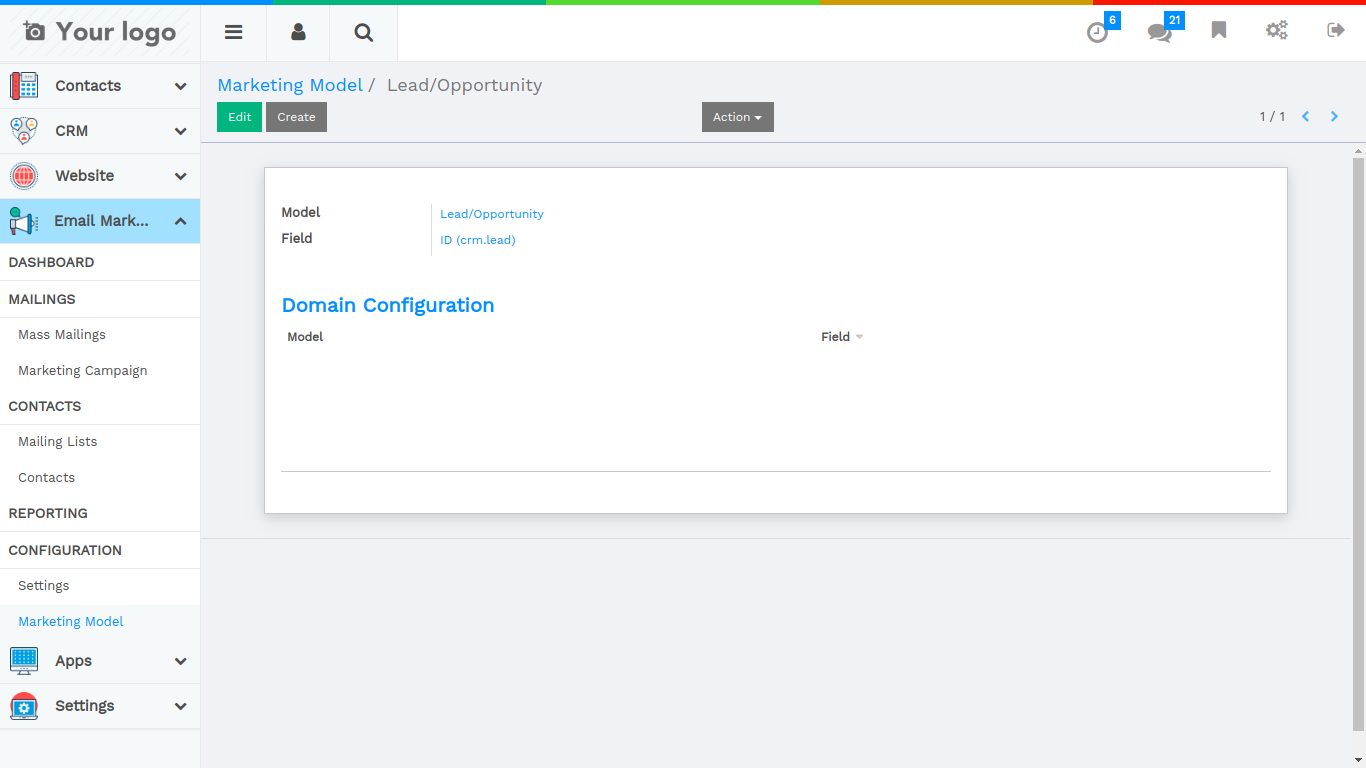 Your logo
6
21
Contacts
CRM
Website
Email Mark...
DASHBOARD
MAILINGS
Mass Mailings
Marketing Campaign
CONTACTS
Mailing Lists
Contacts
REPORTING
CONFIGURATION
Settings
Marketing Model
Apps
Settings
Marketing Model / Lead/Opportunity
Edit Create Action 1 / 1
Model Lead/Opportunity
Field ID (crm.lead)
Domain Configuration
Model Field